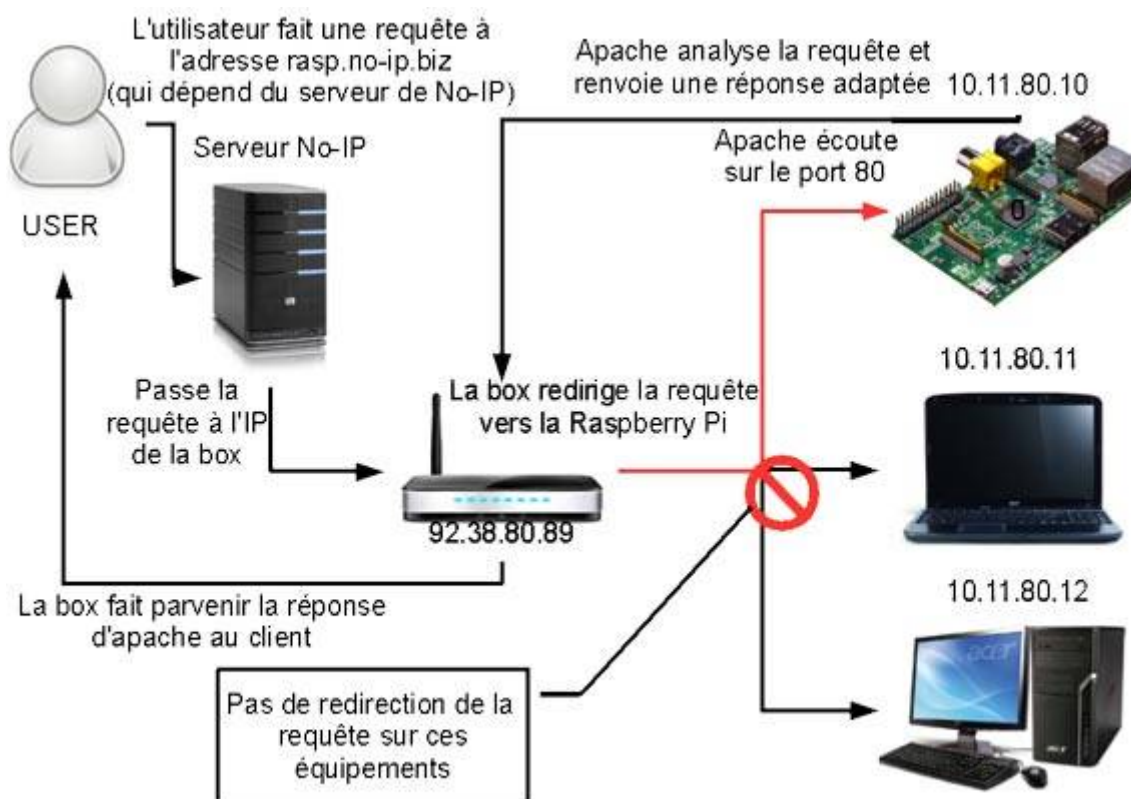 L'utilisateur fait une requête à
l'adresse rasp.no-ip.biz
(qui dépend du serveur de No-IP)
USER
Serveur No-IP
Passe la
requête à l'IP
de la box
Apache analyse la requête et
renvoie une réponse adaptée
10.11.80.10
Apache écoute
sur le port 80
La box redirige la requête
vers la Raspberry Pi
92.38.80.89
10.11.80.11
10.11.80.12
La box fait parvenir la réponse
d'apache au client
Pas de redirection de la
requête sur ces
équipements
acer